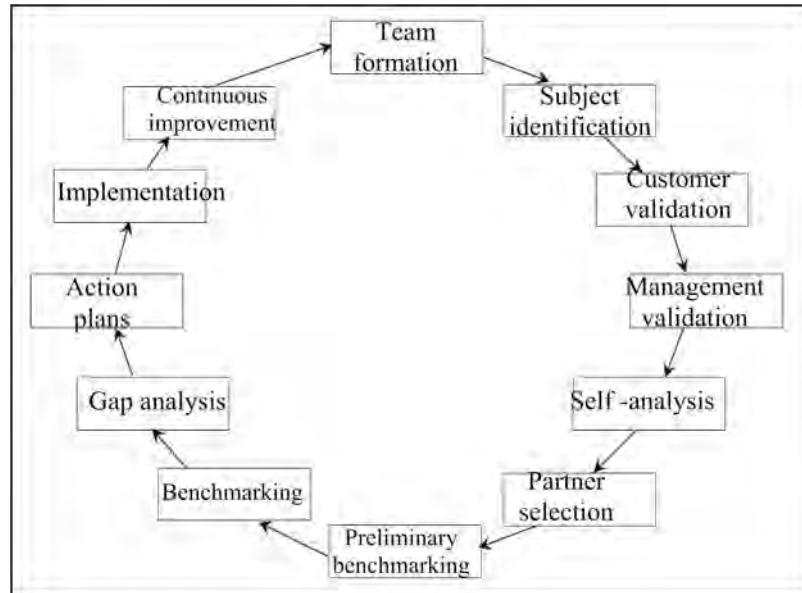 Team
formation
Subject
identification
Customer
validation
Management
validation
Self -analysis
Partner
selection
Preliminary
benchmarking
Benchmarking
Gap analysis
Action
plans
Implementation
Continuous
improvement